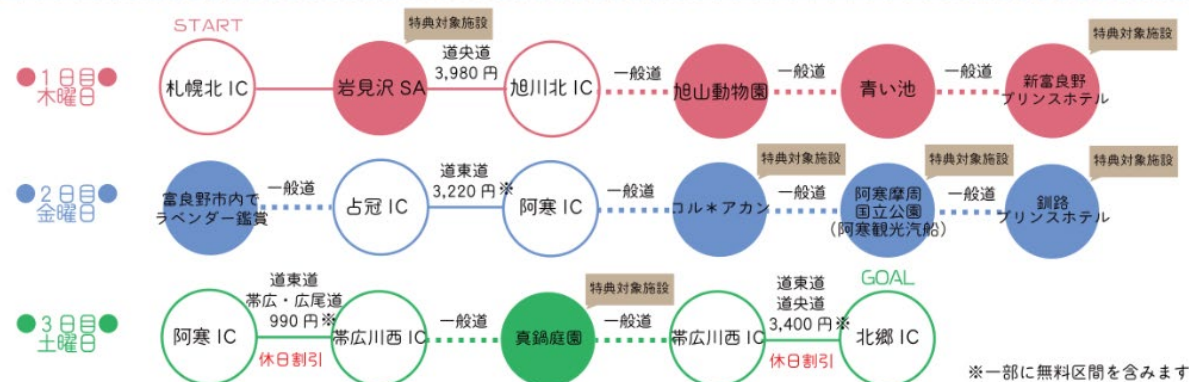 START
特典対象施設
特典対象施設
●1日目●
木曜日
札幌北IC
岩見沢SA
道央道
3,980円
旭川北IC
一般道
旭山動物園
一般道
青い池
一般道
新富良野
プリンスホテル
特典対象施設
特典対象施設
特典対象施設
●2日目●
金曜日
富良野市内で
ラベンダー鑑賞
一般道
占冠IC
道東道
3,220円※
阿寒IC
一般道
コル＊アカン
一般道
阿寒摩周
国立公園
(阿寒観光汽船)
一般道
釧路
プリンスホテル
GOAL
特典対象施設
●3日目●
土曜日
阿寒IC
道東道
帯広・広尾道
990円※
休日割引
帯広川西IC
一般道
真鍋庭園
一般道
帯広川西IC
道東道
道央道
3,400円※
休日割引
北郷IC
※一部に無料区間を含みます